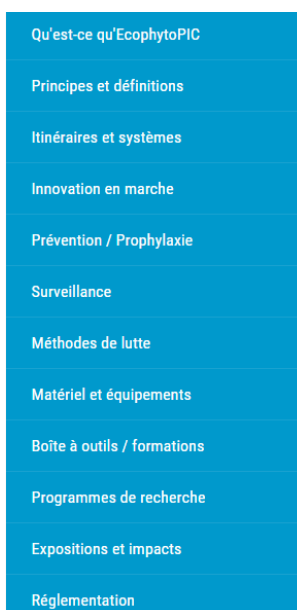 Qu'est-ce qu'EcophytoPIC
Principes et définitions
Itinéraires et systèmes
Innovation en marche
Prévention / Prophylaxie
Surveillance
Méthodes de lutte
Matériel et équipements
Boîte à outils / formations
Programmes de recherche
Expositions et impacts
Réglementation